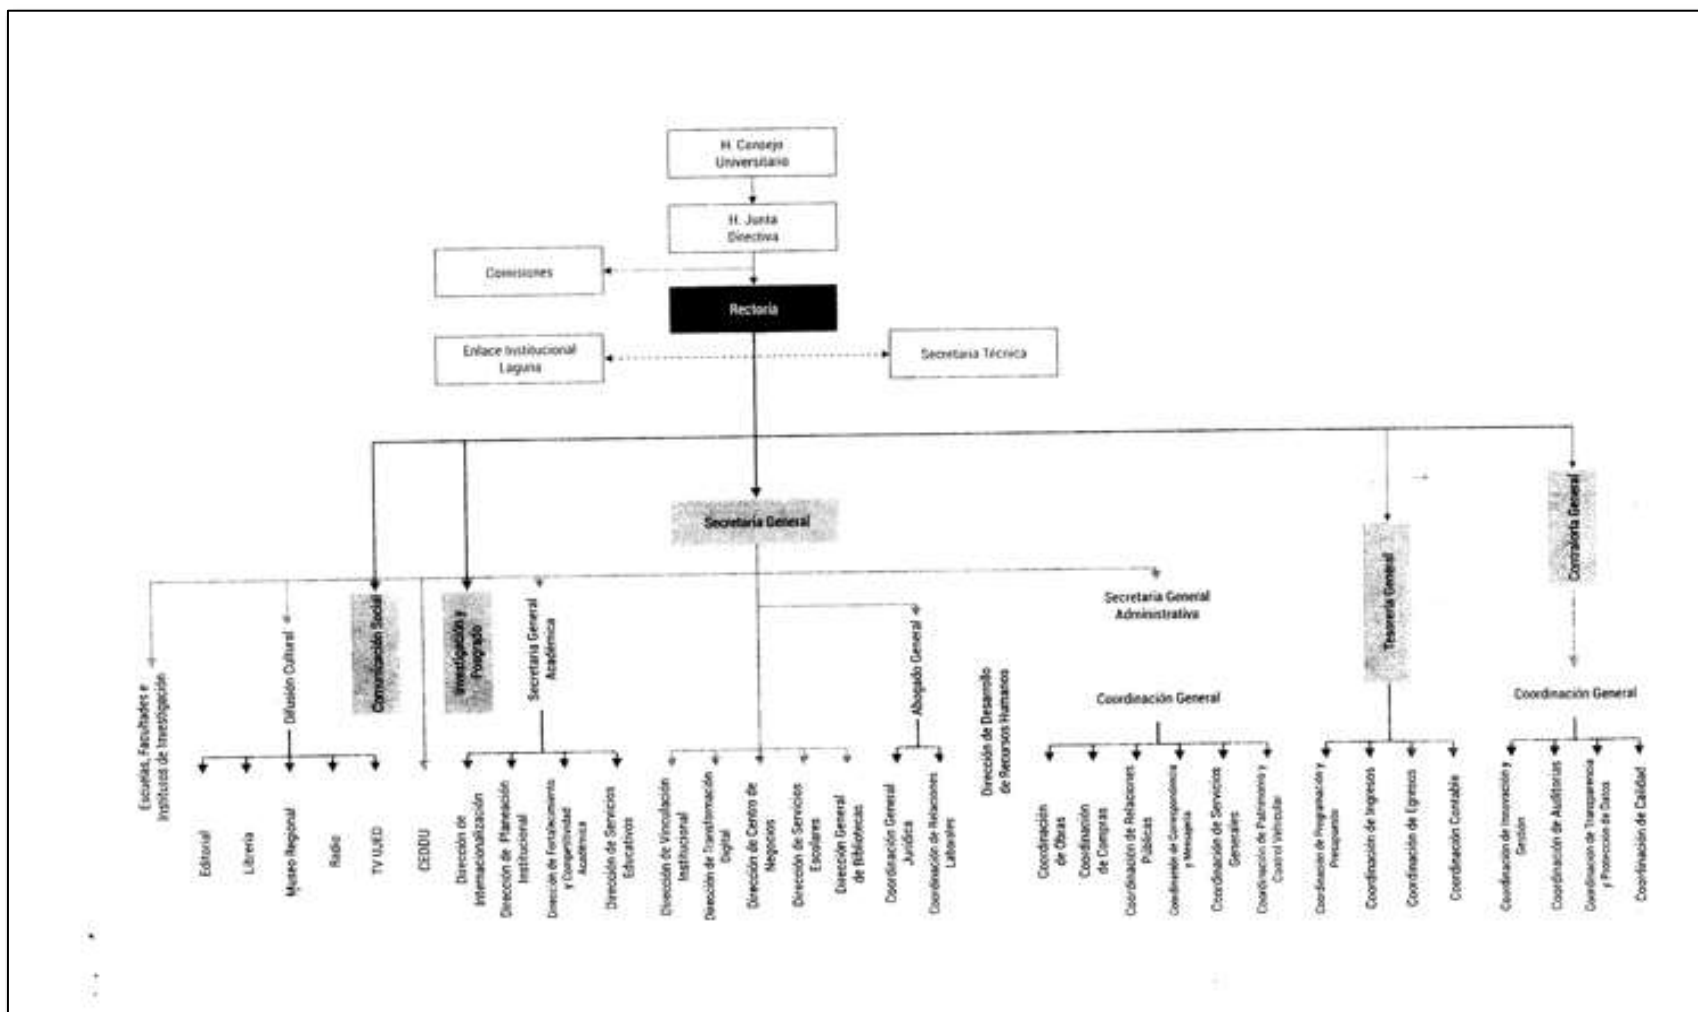 H. Consejo
Universitario
H. Junta
Directiva
Comisiones
Rectoría
Enlace Institucional
Laguna
Secretaria Técnica
Secretaría General
Contraloría General
Tesorería General
Comunicación Social
Investigación y
Posgrado
Secretaria General
Académica
Secretaria General
Administrativa
Escuelas, Facultades e
Institutos de Investigación
Difusión Cultural
Abogado General
Dirección de Desarrollo
de Recursos Humanos
Coordinación General
Coordinación General
Editorial
Librería
Museo Regional
Radio
TV UJED
CEDDU
Dirección de
Internacionalización
Dirección de Planeación
Institucional
Dirección de Fortalecimiento
y Competitividad
Académica
Dirección de Servicios
Educativos
Dirección de Vinculación
Institucional
Dirección de Transformación
Digital
Dirección de Centro de
Negocios
Dirección de Servicios
Escolares
Dirección General
de Bibliotecas
Coordinación General
Jurídica
Coordinación de Relaciones
Laborales
Coordinación
de Obras
Coordinación
de Compras
Coordinación de Relaciones
Públicas
Coordinación de Correspondencia
y Mensajería
Coordinación de Servicios
Generales
Coordinación de Patrimonio y
Control Vehicular
Coordinación de Programación y
Presupuesto
Coordinación de Ingresos
Coordinación de Egresos
Coordinación Contable
Coordinación de Innovación y
Gestión
Coordinación de Auditorías
Coordinación de Transparencia
y Protección de Datos
Coordinación de Calidad